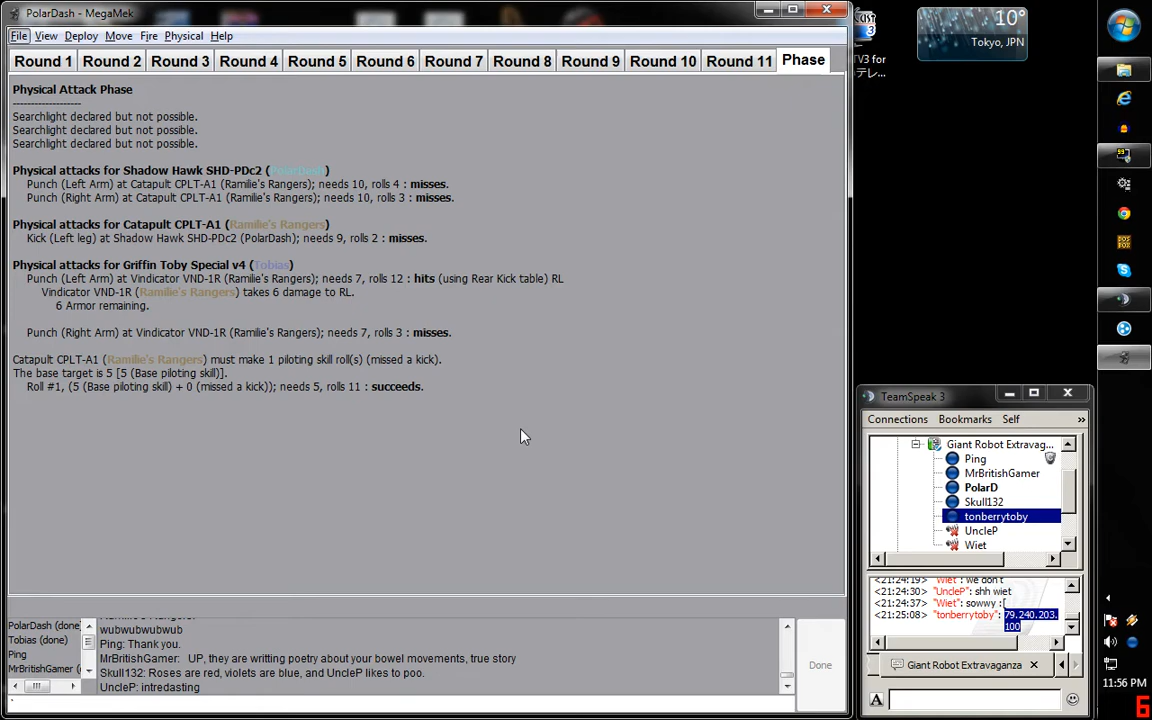 PolarDash - MegaMek
File View Deploy Move Fire Physical Help
Round 1 Round 2 Round 3 Round 4 Round 5 Round 6 Round 7 Round 8 Round 9 Round 10 Round 11 Phase
Physical Attack Phase
-------------------
Searchlight declared but not possible.
Searchlight declared but not possible.
Searchlight declared but not possible.
Physical attacks for Shadow Hawk SHD-PDc2 (PolarDash)
Punch (Left Arm) at Catapult CPLT-A1 (Ramilie's Rangers); needs 10, rolls 4 : misses.
Punch (Right Arm) at Catapult CPLT-A1 (Ramilie's Rangers); needs 10, rolls 3 : misses.
Physical attacks for Catapult CPLT-A1 (Ramilie's Rangers)
Kick (Left leg) at Shadow Hawk SHD-PDc2 (PolarDash); needs 9, rolls 2 : misses.
Physical attacks for Griffin Toby Special v4 (Tobias)
Punch (Left Arm) at Vindicator VND-1R (Ramilie's Rangers); needs 7, rolls 12 : hits (using Rear Kick table) RL
Vindicator VND-1R (Ramilie's Rangers) takes 6 damage to RL.
6 Armor remaining.
Punch (Right Arm) at Vindicator VND-1R (Ramilie's Rangers); needs 7, rolls 3 : misses.
Catapult CPLT-A1 (Ramilie's Rangers) must make 1 piloting skill roll(s) (missed a kick).
The base target is 5 [5 (Base piloting skill)].
Roll #1, (5 (Base piloting skill) + 0 (missed a kick)); needs 5, rolls 11 : succeeds.
PolarDash (done)
Tobias (done)
Ping
MrBritishGamer (
wubwubwubwub
Ping: Thank you.
MrBritishGamer: UP, they are writting poetry about your bowel movements, true story
Skull132: Roses are red, violets are blue, and UncleP likes to poo.
UncleP: intredasting
Done
TV3 for
レテ...
10°
Tokyo, JPN
TeamSpeak 3
Connections Bookmarks Self »
Giant Robot Extravag...
Ping
MrBritishGamer
PolarD
Skull132
tonberrytoby
UncleP
Wiet
<21:24:19> "Wiet": we don't
<21:24:30> "UncleP": shh wiet
<21:24:37> "Wiet": sowwy :[
<21:25:08> "tonberrytoby": 79.240.203.
100
Giant Robot Extravaganza
11:56 PM
6